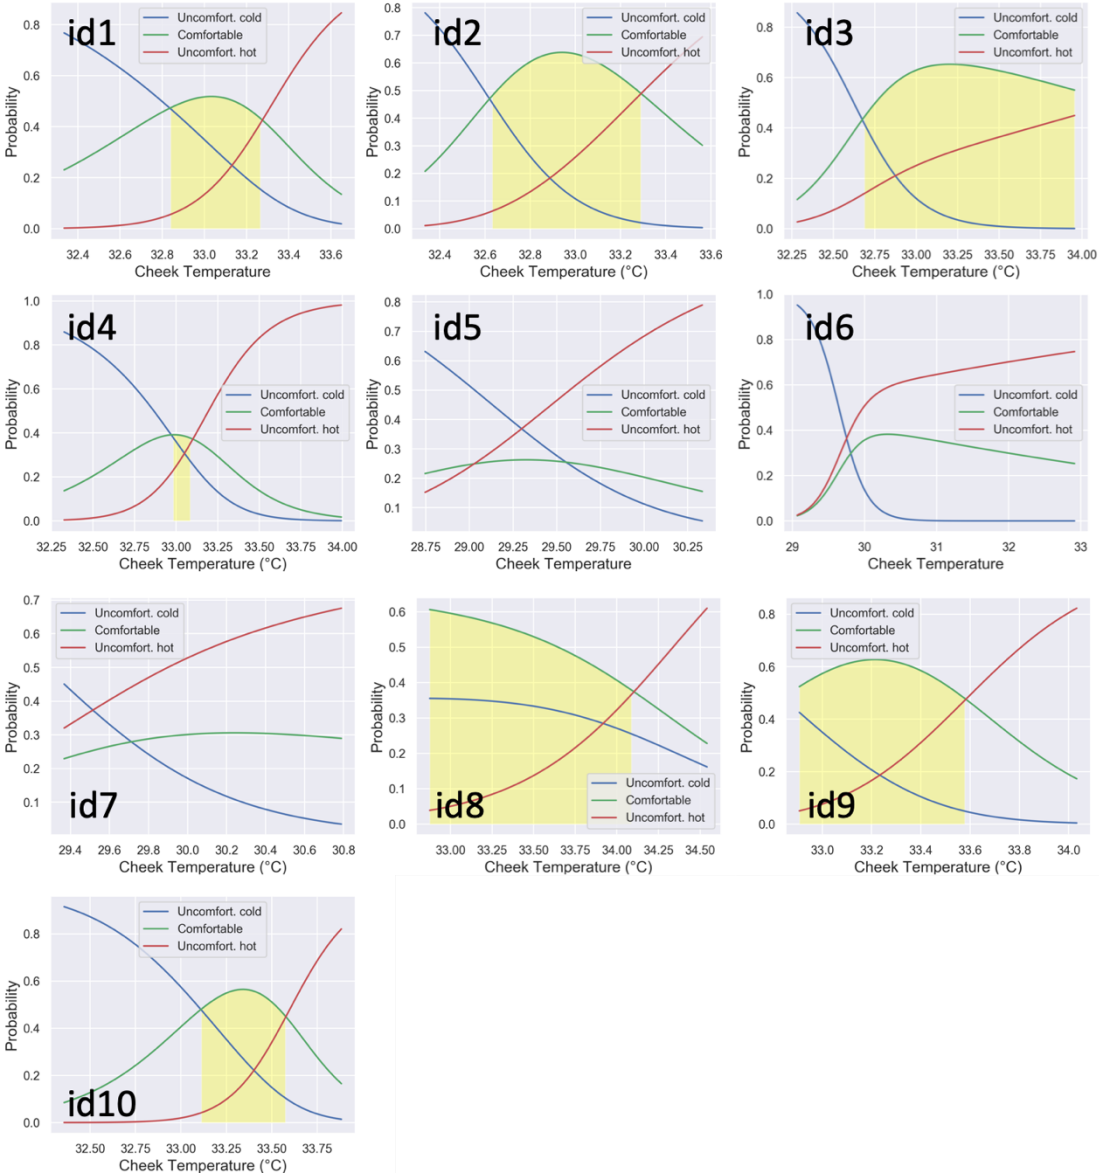 id1
Uncomfort. cold
Comfortable
Uncomfort. hot
Probability
0.8
0.6
0.4
0.2
0.0
32.4 32.6 32.8 33.0 33.2 33.4 33.6
Cheek Temperature
id2
Uncomfort. cold
Comfortable
Uncomfort. hot
Probability
0.8
0.7
0.6
0.5
0.4
0.3
0.2
0.1
0.0
32.4 32.6 32.8 33.0 33.2 33.4 33.6
Cheek Temperature (°C)
id3
Uncomfort. cold
Comfortable
Uncomfort. hot
Probability
0.8
0.6
0.4
0.2
0.0
32.25 32.50 32.75 33.00 33.25 33.50 33.75 34.00
Cheek Temperature (°C)
id4
Uncomfort. cold
Comfortable
Uncomfort. hot
Probability
1.0
0.8
0.6
0.4
0.2
0.0
32.25 32.50 32.75 33.00 33.25 33.50 33.75 34.00
Cheek Temperature (°C)
id5
Uncomfort. cold
Comfortable
Uncomfort. hot
Probability
0.8
0.7
0.6
0.5
0.4
0.3
0.2
0.1
28.75 29.00 29.25 29.50 29.75 30.00 30.25
Cheek Temperature
id6
Uncomfort. cold
Comfortable
Uncomfort. hot
Probability
1.0
0.8
0.6
0.4
0.2
0.0
29 30 31 32 33
Cheek Temperature
id7
Uncomfort. cold
Comfortable
Uncomfort. hot
Probability
0.7
0.6
0.5
0.4
0.3
0.2
0.1
29.4 29.6 29.8 30.0 30.2 30.4 30.6 30.8
Cheek Temperature (°C)
id8
Uncomfort. cold
Comfortable
Uncomfort. hot
Probability
0.6
0.5
0.4
0.3
0.2
0.1
0.0
33.00 33.25 33.50 33.75 34.00 34.25 34.50
Cheek Temperature (°C)
id9
Uncomfort. cold
Comfortable
Uncomfort. hot
Probability
0.8
0.6
0.4
0.2
0.0
33.0 33.2 33.4 33.6 33.8 34.0
Cheek Temperature (°C)
id10
Uncomfort. cold
Comfortable
Uncomfort. hot
Probability
0.8
0.6
0.4
0.2
0.0
32.50 32.75 33.00 33.25 33.50 33.75
Cheek Temperature (°C)